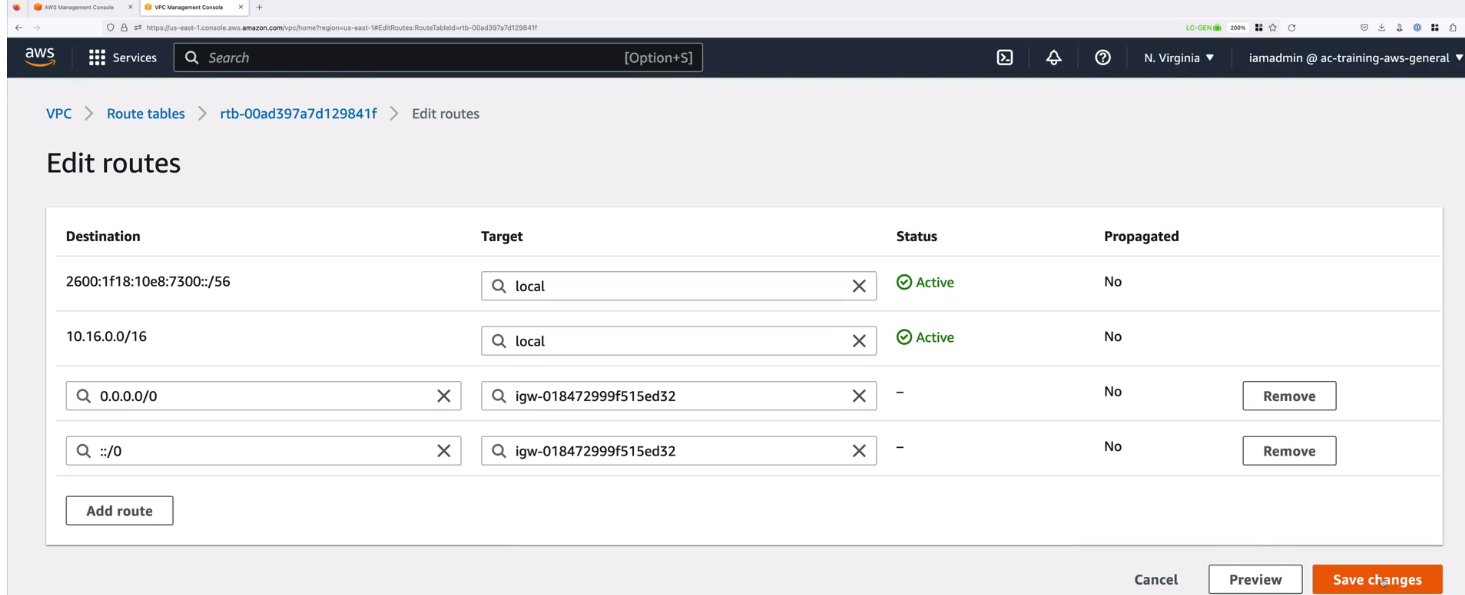 AWS Management Console
VPC Management Console
https://us-east-1.console.aws.amazon.com/vpc/home?region=us-east-1#EditRoutes:RouteTableId=rtb-00ad397a7d129841f
LC-GEN
200%
aws
Services
Search
[Option+S]
N. Virginia
iamadmin @ ac-training-aws-general
VPC > Route tables > rtb-00ad397a7d129841f > Edit routes
Edit routes
Destination Target Status Propagated
2600:1f18:10e8:7300::/56 local Active No
10.16.0.0/16 local Active No
0.0.0.0/0 igw-018472999f515ed32 – No Remove
::/0 igw-018472999f515ed32 – No Remove
Add route
Cancel Preview Save changes